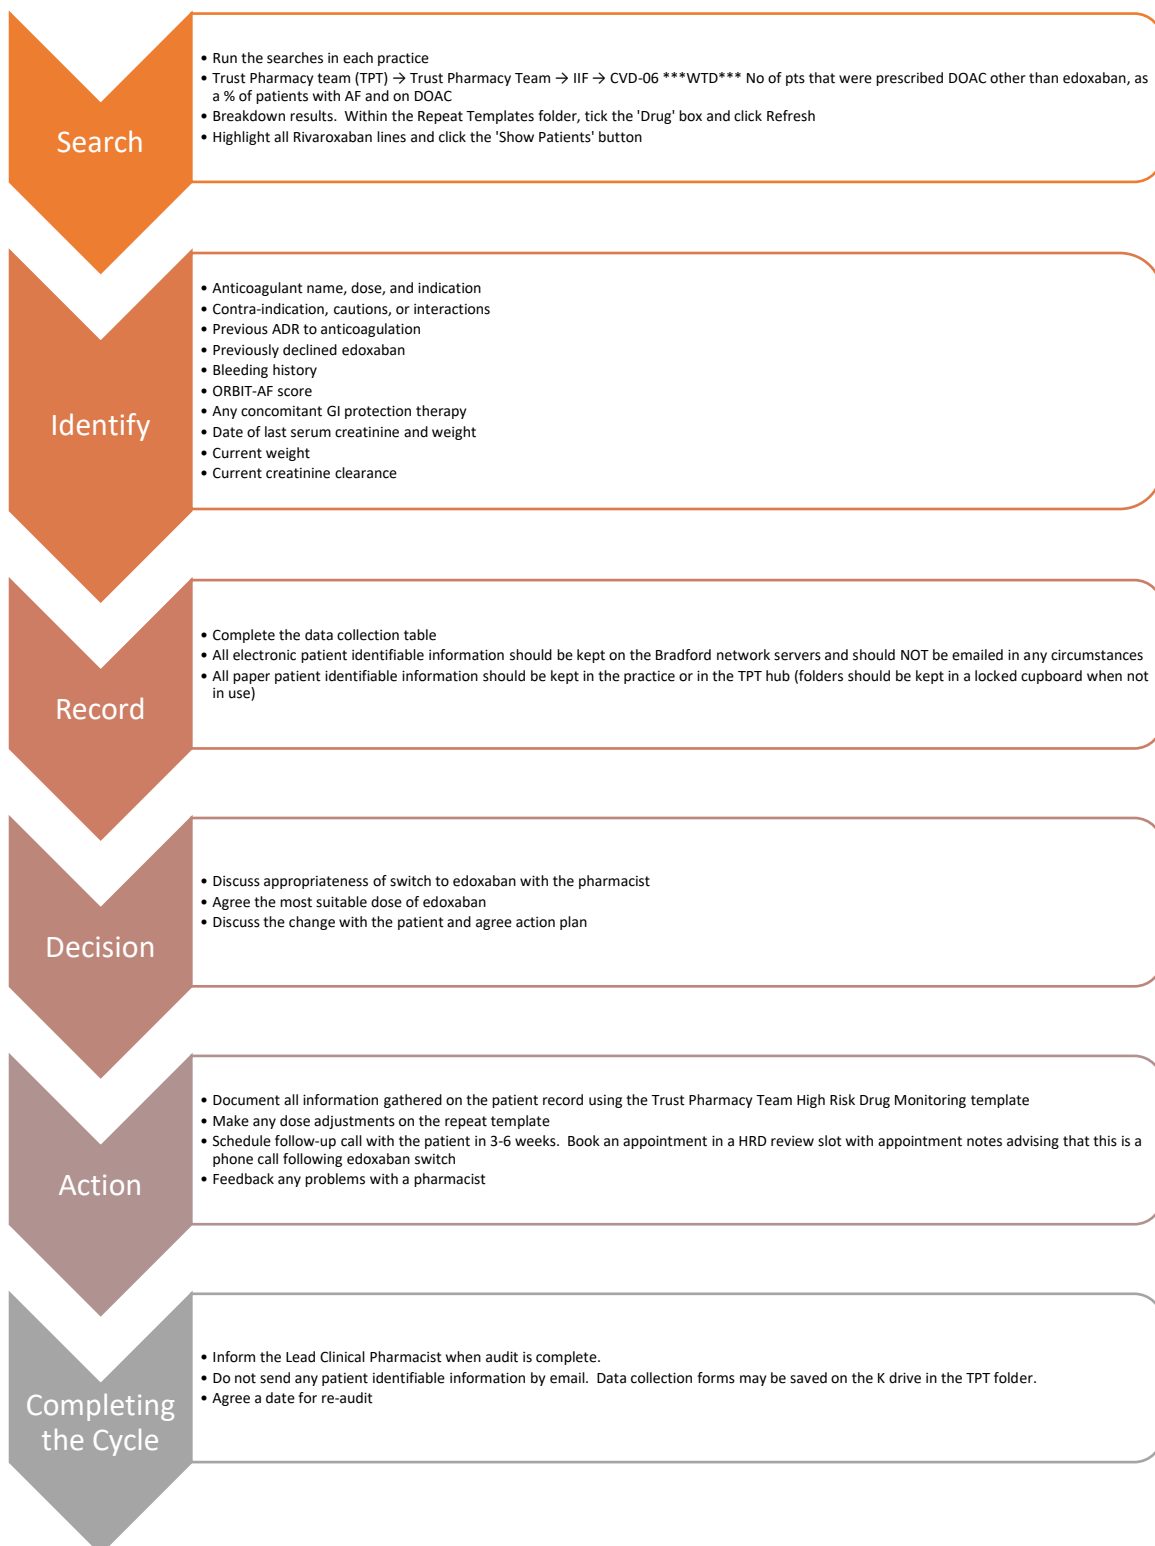 Search
• Run the searches in each practice
• Trust Pharmacy team (TPT) → Trust Pharmacy Team → IIF → CVD-06 ***WTD*** No of pts that were prescribed DOAC other than edoxaban, as
a % of patients with AF and on DOAC
• Breakdown results.  Within the Repeat Templates folder, tick the 'Drug' box and click Refresh
• Highlight all Rivaroxaban lines and click the 'Show Patients' button
Identify
• Anticoagulant name, dose, and indication
• Contra-indication, cautions, or interactions
• Previous ADR to anticoagulation
• Previously declined edoxaban
• Bleeding history
• ORBIT-AF score
• Any concomitant GI protection therapy
• Date of last serum creatinine and weight
• Current weight
• Current creatinine clearance
Record
• Complete the data collection table
• All electronic patient identifiable information should be kept on the Bradford network servers and should NOT be emailed in any circumstances
• All paper patient identifiable information should be kept in the practice or in the TPT hub (folders should be kept in a locked cupboard when not
in use)
Decision
• Discuss appropriateness of switch to edoxaban with the pharmacist
• Agree the most suitable dose of edoxaban
• Discuss the change with the patient and agree action plan
Action
• Document all information gathered on the patient record using the Trust Pharmacy Team High Risk Drug Monitoring template
• Make any dose adjustments on the repeat template
• Schedule follow-up call with the patient in 3-6 weeks.  Book an appointment in a HRD review slot with appointment notes advising that this is a
phone call following edoxaban switch
• Feedback any problems with a pharmacist
Completing
the Cycle
• Inform the Lead Clinical Pharmacist when audit is complete.
• Do not send any patient identifiable information by email.  Data collection forms may be saved on the K drive in the TPT folder.
• Agree a date for re-audit